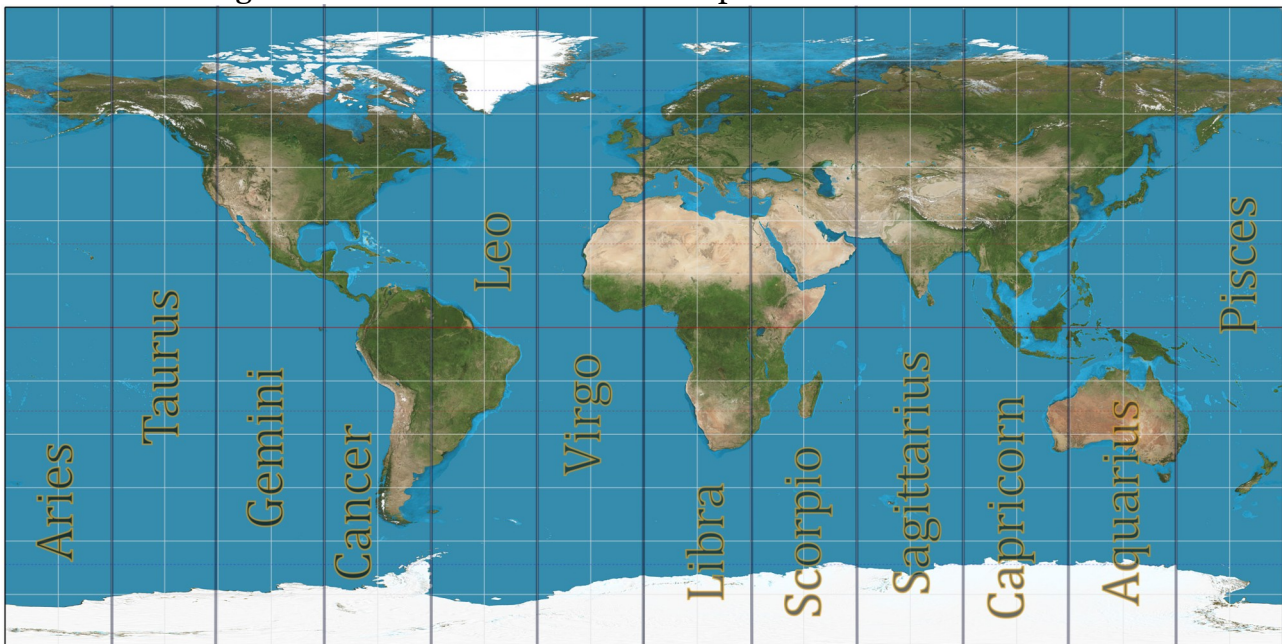 Aries
Taurus
Gemini
Cancer
Leo
Virgo
Libra
Scorpio
Sagittarius
Capricorn
Aquarius
Pisces